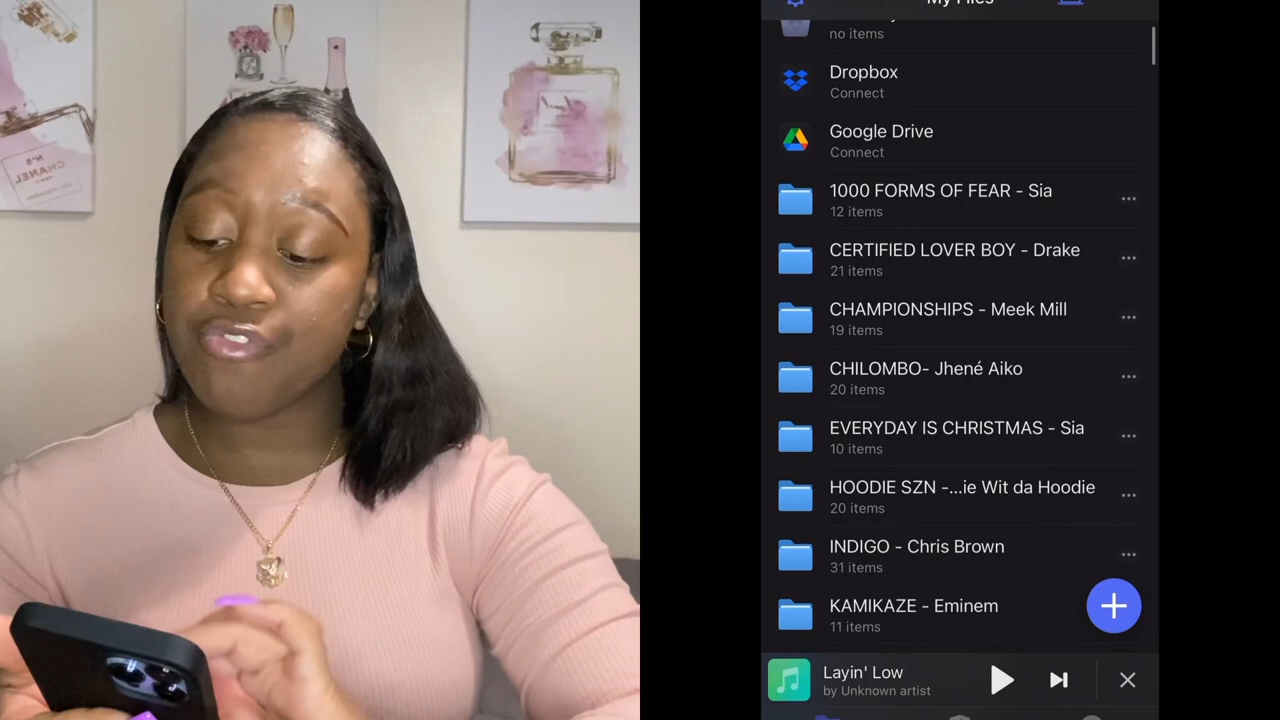 My Files
no items
Dropbox
Connect
Google Drive
Connect
1000 FORMS OF FEAR - Sia
12 items
CERTIFIED LOVER BOY - Drake
21 items
CHAMPIONSHIPS - Meek Mill
19 items
CHILOMBO- Jhené Aiko
20 items
EVERYDAY IS CHRISTMAS - Sia
10 items
HOODIE SZN -...ie Wit da Hoodie
20 items
INDIGO - Chris Brown
31 items
KAMIKAZE - Eminem
11 items
Layin' Low
by Unknown artist
N°5
CHANEL